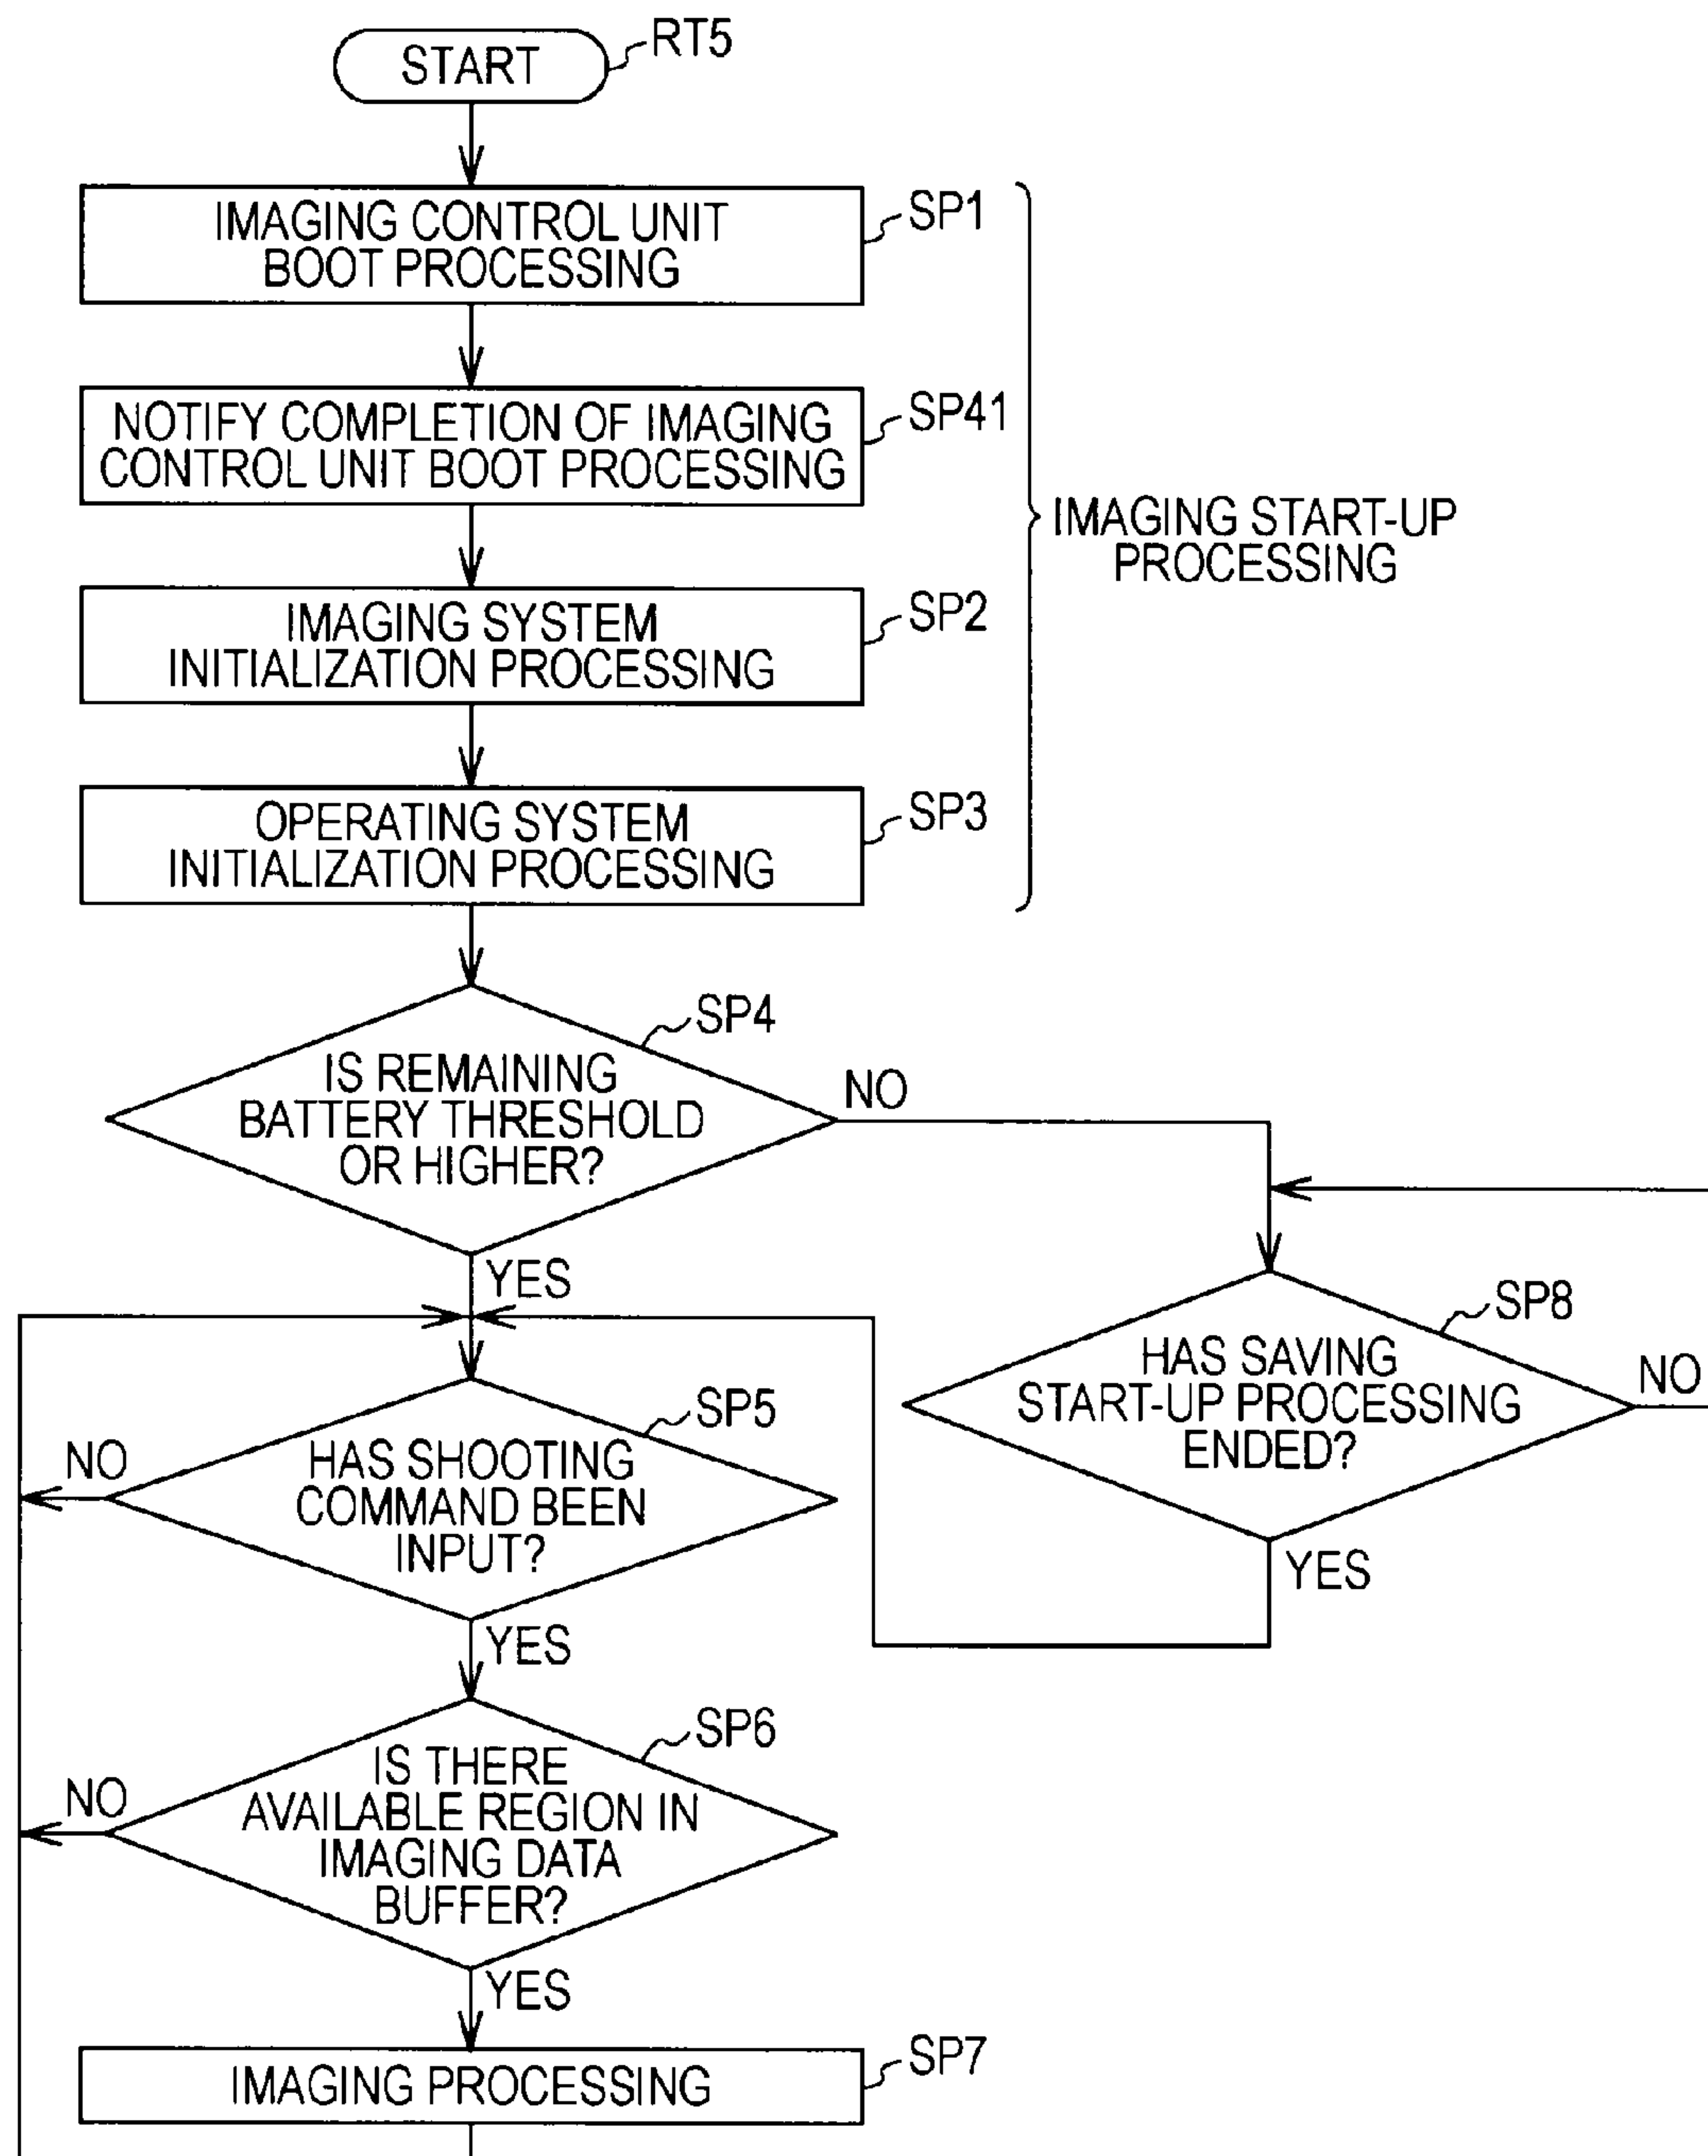 START
RT5
IMAGING CONTROL UNIT
BOOT PROCESSING
SP1
NOTIFY COMPLETION OF IMAGING
CONTROL UNIT BOOT PROCESSING
SP41
IMAGING START-UP
PROCESSING
IMAGING SYSTEM
INITIALIZATION PROCESSING
SP2
OPERATING SYSTEM
INITIALIZATION PROCESSING
SP3
SP4
IS REMAINING
BATTERY THRESHOLD
OR HIGHER?
NO
YES
SP8
HAS SAVING
START-UP PROCESSING
ENDED?
NO
YES
SP5
HAS SHOOTING
COMMAND BEEN
INPUT?
NO
YES
SP6
IS THERE
AVAILABLE REGION IN
IMAGING DATA
BUFFER?
NO
YES
IMAGING PROCESSING
SP7